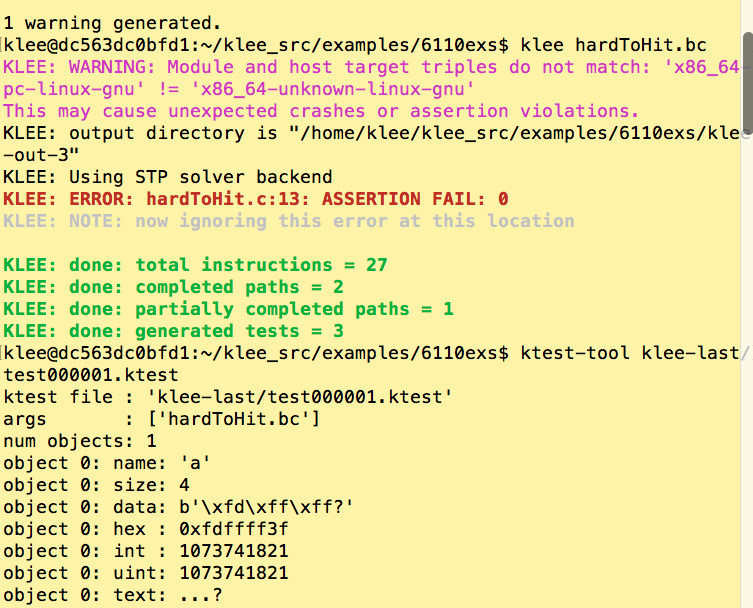 1 warning generated.
klee@dc563dc0bfd1:~/klee_src/examples/6110exs$ klee hardToHit.bc
KLEE: WARNING: Module and host target triples do not match: 'x86_64-
pc-linux-gnu' != 'x86_64-unknown-linux-gnu'
This may cause unexpected crashes or assertion violations.
KLEE: output directory is "/home/klee/klee_src/examples/6110exs/klee
-out-3"
KLEE: Using STP solver backend
KLEE: ERROR: hardToHit.c:13: ASSERTION FAIL: 0
KLEE: NOTE: now ignoring this error at this location
KLEE: done: total instructions = 27
KLEE: done: completed paths = 2
KLEE: done: partially completed paths = 1
KLEE: done: generated tests = 3
klee@dc563dc0bfd1:~/klee_src/examples/6110exs$ ktest-tool klee-last/
test000001.ktest
ktest file : 'klee-last/test000001.ktest'
args       : ['hardToHit.bc']
num objects: 1
object 0: name: 'a'
object 0: size: 4
object 0: data: b'\xfd\xff\xff?'
object 0: hex : 0xfdffff3f
object 0: int : 1073741821
object 0: uint: 1073741821
object 0: text: ...?